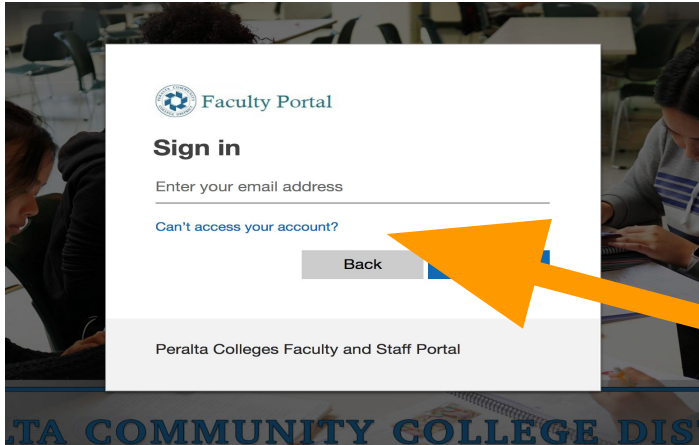 Faculty Portal
Sign in
Enter your email address
Can't access your account?
Back
Peralta Colleges Faculty and Staff Portal
TA COMMUNITY COLLEGE DIS